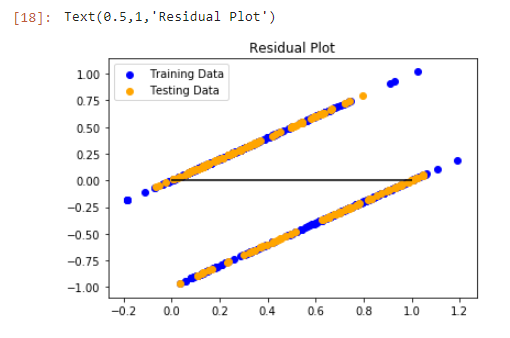 [18]: Text(0.5,1,'Residual Plot')
Residual Plot
Training Data
Testing Data
1.00
0.75
0.50
0.25
0.00
−0.25
−0.50
−0.75
−1.00
−0.2 0.0 0.2 0.4 0.6 0.8 1.0 1.2